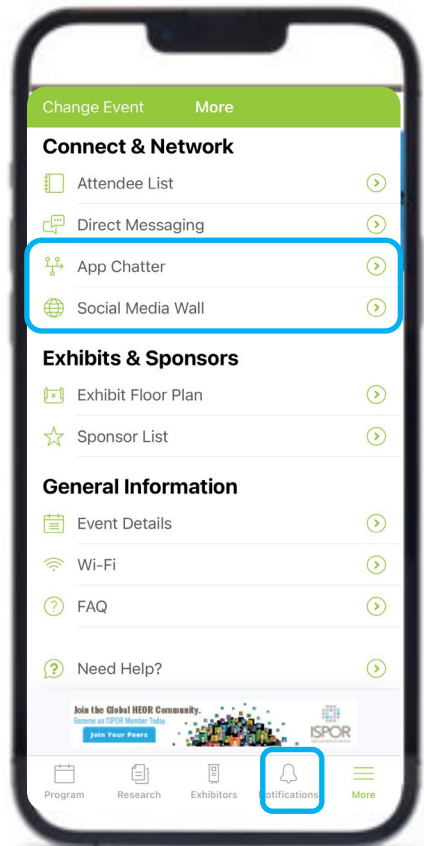 Change Event More
Connect & Network
Attendee List
Direct Messaging
App Chatter
Social Media Wall
Exhibits & Sponsors
Exhibit Floor Plan
Sponsor List
General Information
Event Details
Wi-Fi
FAQ
Need Help?
Join the Global HEOR Community.
Become an ISPOR Member Today.
Join Your Peers
ISPOR
Program Research Exhibitors Notifications More